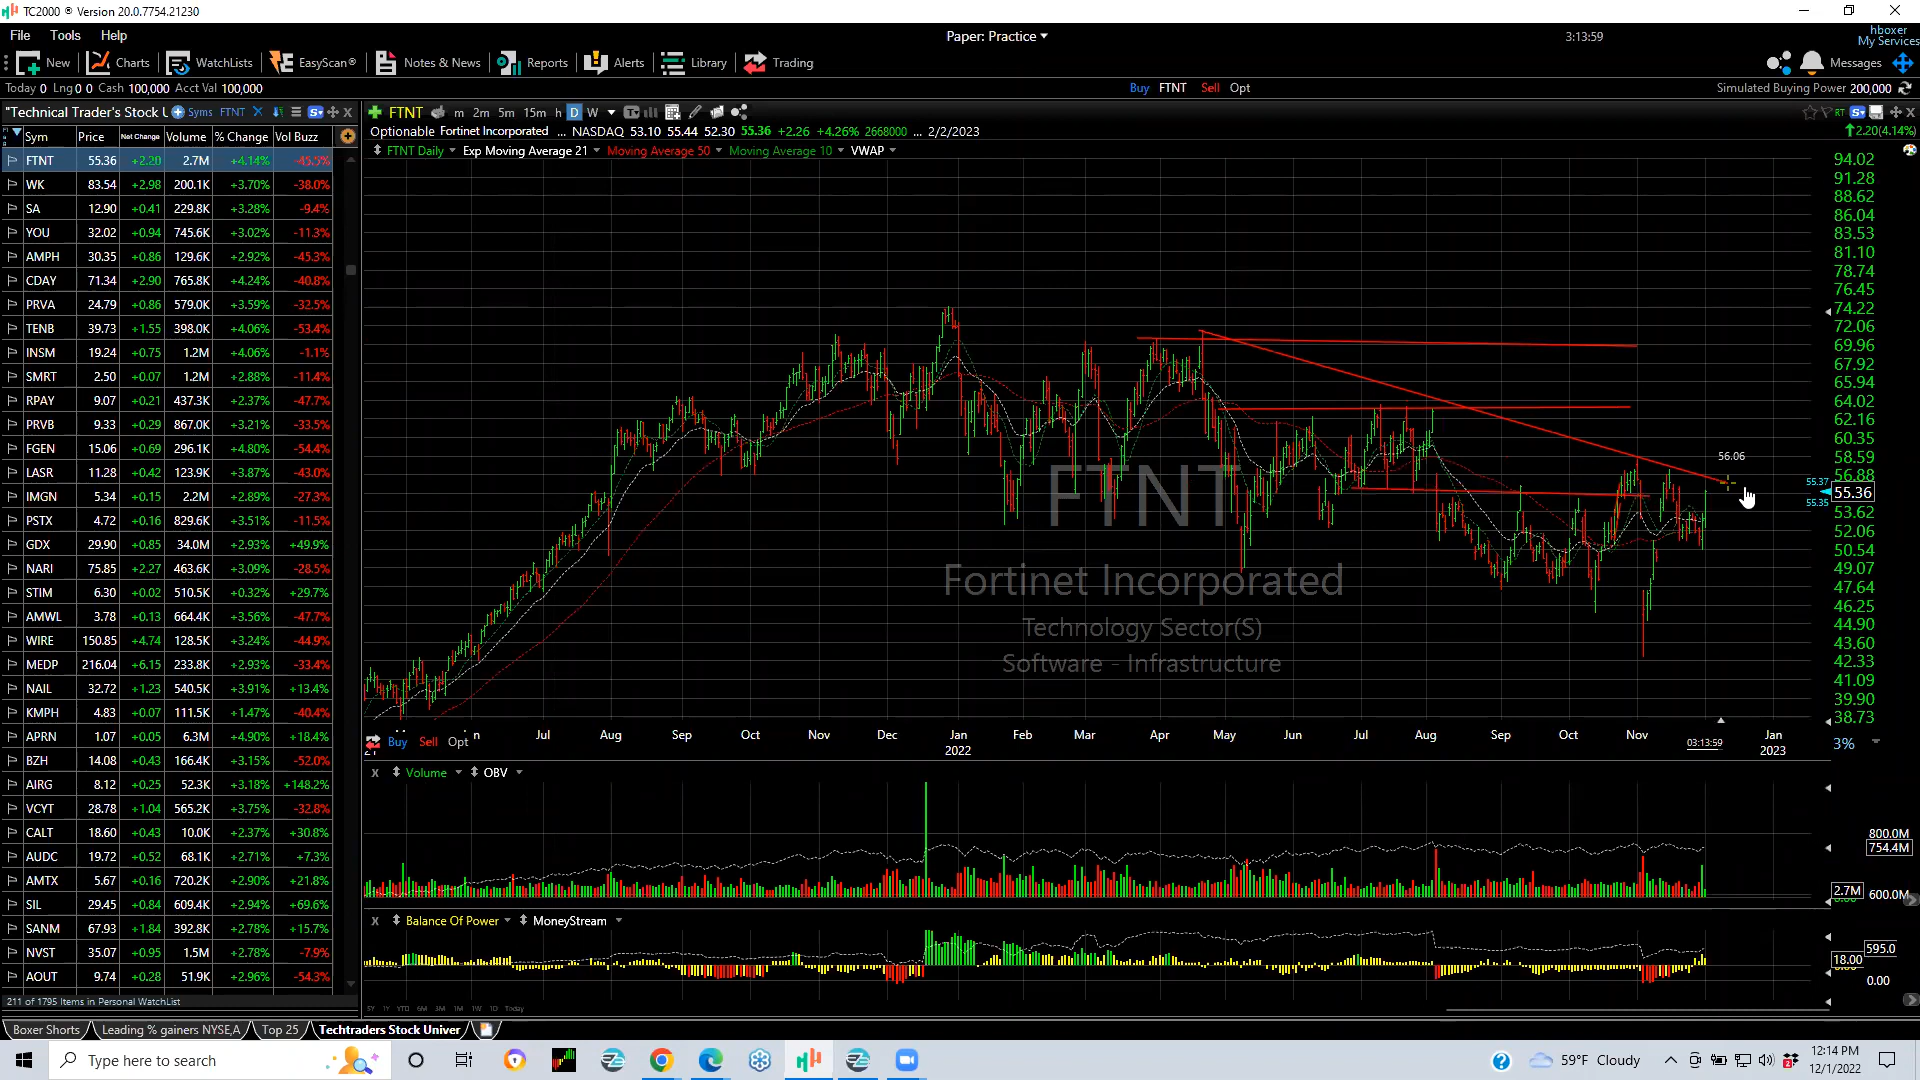 TC2000 ® Version 20.0.7754.21230
File Tools Help
Paper: Practice
3:13:59
hboxer
My Services
New Charts WatchLists EasyScan® Notes & News Reports Alerts Library Trading
Messages
Today 0 Lng 0 0 Cash 100,000 Acct Val 100,000
Buy FTNT Sell Opt
Simulated Buying Power 200,000
"Technical Trader's Stock U Syms FTNT
FTNT m 2m 5m 15m h D W
RT
Sym Price Net Change Volume % Change Vol Buzz
Optionable Fortinet Incorporated ... NASDAQ 53.10 55.44 52.30 55.36 +2.26 +4.26% 2668000 ... 2/2/2023
2.20(4.14%)
FTNT Daily Exp Moving Average 21 Moving Average 50 Moving Average 10 VWAP
FTNT 55.36 +2.20 2.7M +4.14% -45.5%
WK 83.54 +2.98 200.1K +3.70% -38.0%
SA 12.90 +0.41 229.8K +3.28% -9.4%
YOU 32.02 +0.94 745.6K +3.02% -11.3%
AMPH 30.35 +0.86 129.6K +2.92% -45.3%
CDAY 71.34 +2.90 765.8K +4.24% -40.8%
PRVA 24.79 +0.86 579.0K +3.59% -32.5%
TENB 39.73 +1.55 398.0K +4.06% -53.4%
INSM 19.24 +0.75 1.2M +4.06% -1.1%
SMRT 2.50 +0.07 1.2M +2.88% -11.4%
RPAY 9.07 +0.21 437.3K +2.37% -47.7%
PRVB 9.33 +0.29 867.0K +3.21% -33.5%
FGEN 15.06 +0.69 296.1K +4.80% -54.4%
LASR 11.28 +0.42 123.9K +3.87% -43.0%
IMGN 5.34 +0.15 2.2M +2.89% -27.3%
PSTX 4.72 +0.16 829.6K +3.51% -11.5%
GDX 29.90 +0.85 34.0M +2.93% +49.9%
NARI 75.85 +2.27 463.6K +3.09% -28.5%
STIM 6.30 +0.02 510.5K +0.32% +29.7%
AMWL 3.78 +0.13 664.4K +3.56% -47.7%
WIRE 150.85 +4.74 128.5K +3.24% -44.9%
MEDP 216.04 +6.15 233.8K +2.93% -33.4%
NAIL 32.72 +1.23 540.5K +3.91% +13.4%
KMPH 4.83 +0.07 111.5K +1.47% -40.4%
APRN 1.07 +0.05 6.3M +4.90% +18.4%
BZH 14.08 +0.43 166.4K +3.15% -52.0%
AIRG 8.12 +0.25 52.3K +3.18% +148.2%
VCYT 28.78 +1.04 565.2K +3.75% -32.8%
CALT 18.60 +0.43 10.0K +2.37% +30.8%
AUDC 19.72 +0.52 68.1K +2.71% +7.3%
AMTX 5.67 +0.16 720.2K +2.90% +21.8%
SIL 29.45 +0.84 609.4K +2.94% +69.6%
SANM 67.93 +1.84 392.8K +2.78% +15.7%
NVST 35.07 +0.95 1.5M +2.78% -7.9%
AOUT 9.74 +0.28 51.9K +2.96% -54.3%
211 of 1795 Items in Personal WatchList
94.02
91.28
88.62
86.04
83.53
81.10
78.74
76.45
74.22
72.06
69.96
67.92
65.94
64.02
62.16
60.35
58.59
56.88
55.37
55.36
55.35
53.62
52.06
50.54
49.07
47.64
46.25
44.90
43.60
42.33
41.09
39.90
38.73
3%
56.06
FTNT
Fortinet Incorporated
Technology Sector(S)
Software - Infrastructure
Buy Sell Opt
Jul Aug Sep Oct Nov Dec Jan Feb Mar Apr May Jun Jul Aug Sep Oct Nov Jan
2022 03:13:59 2023
Volume OBV
800.0M
754.4M
2.7M
600.0M
Balance Of Power MoneyStream
595.0
18.00
0.00
5Y 1Y YTD 6M 3M 1M 1W 1D Today
Boxer Shorts Leading % gainers NYSE,A Top 25 Techtraders Stock Univer
Type here to search
59°F Cloudy
12:14 PM
12/1/2022